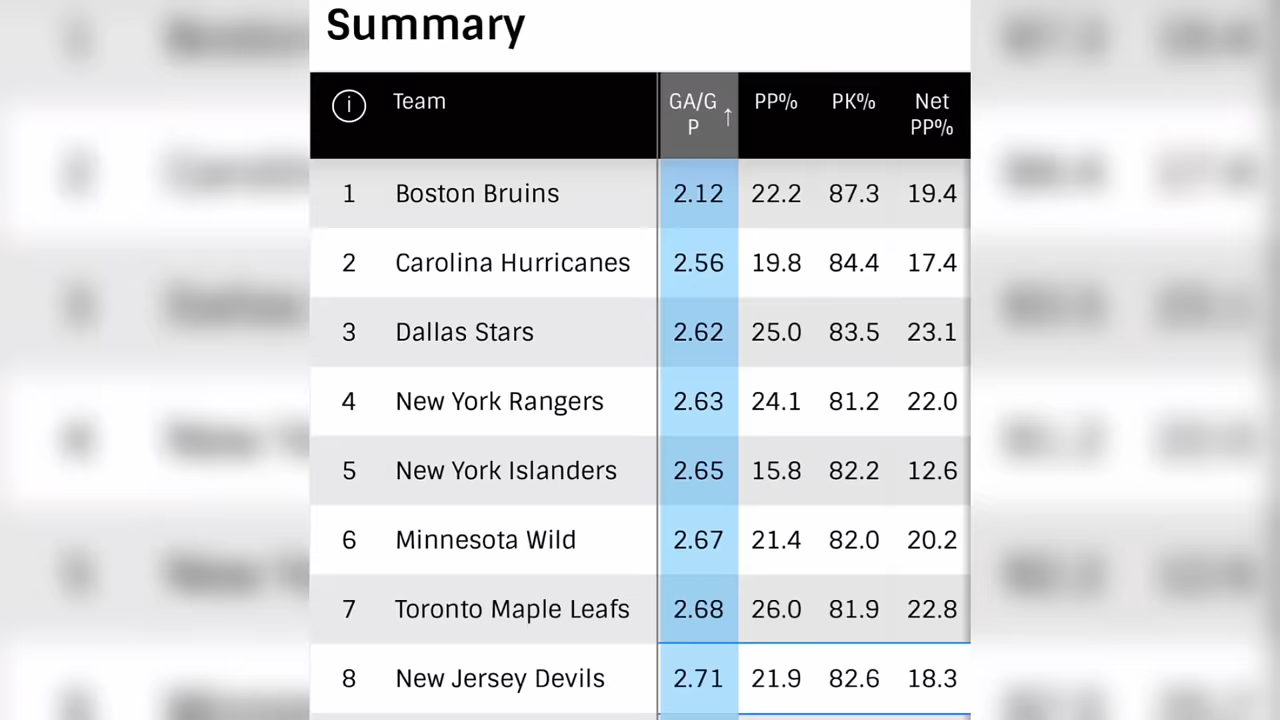 Summary
i Team GA/G P ↑ PP% PK% Net PP%
1 Boston Bruins 2.12 22.2 87.3 19.4
2 Carolina Hurricanes 2.56 19.8 84.4 17.4
3 Dallas Stars 2.62 25.0 83.5 23.1
4 New York Rangers 2.63 24.1 81.2 22.0
5 New York Islanders 2.65 15.8 82.2 12.6
6 Minnesota Wild 2.67 21.4 82.0 20.2
7 Toronto Maple Leafs 2.68 26.0 81.9 22.8
8 New Jersey Devils 2.71 21.9 82.6 18.3